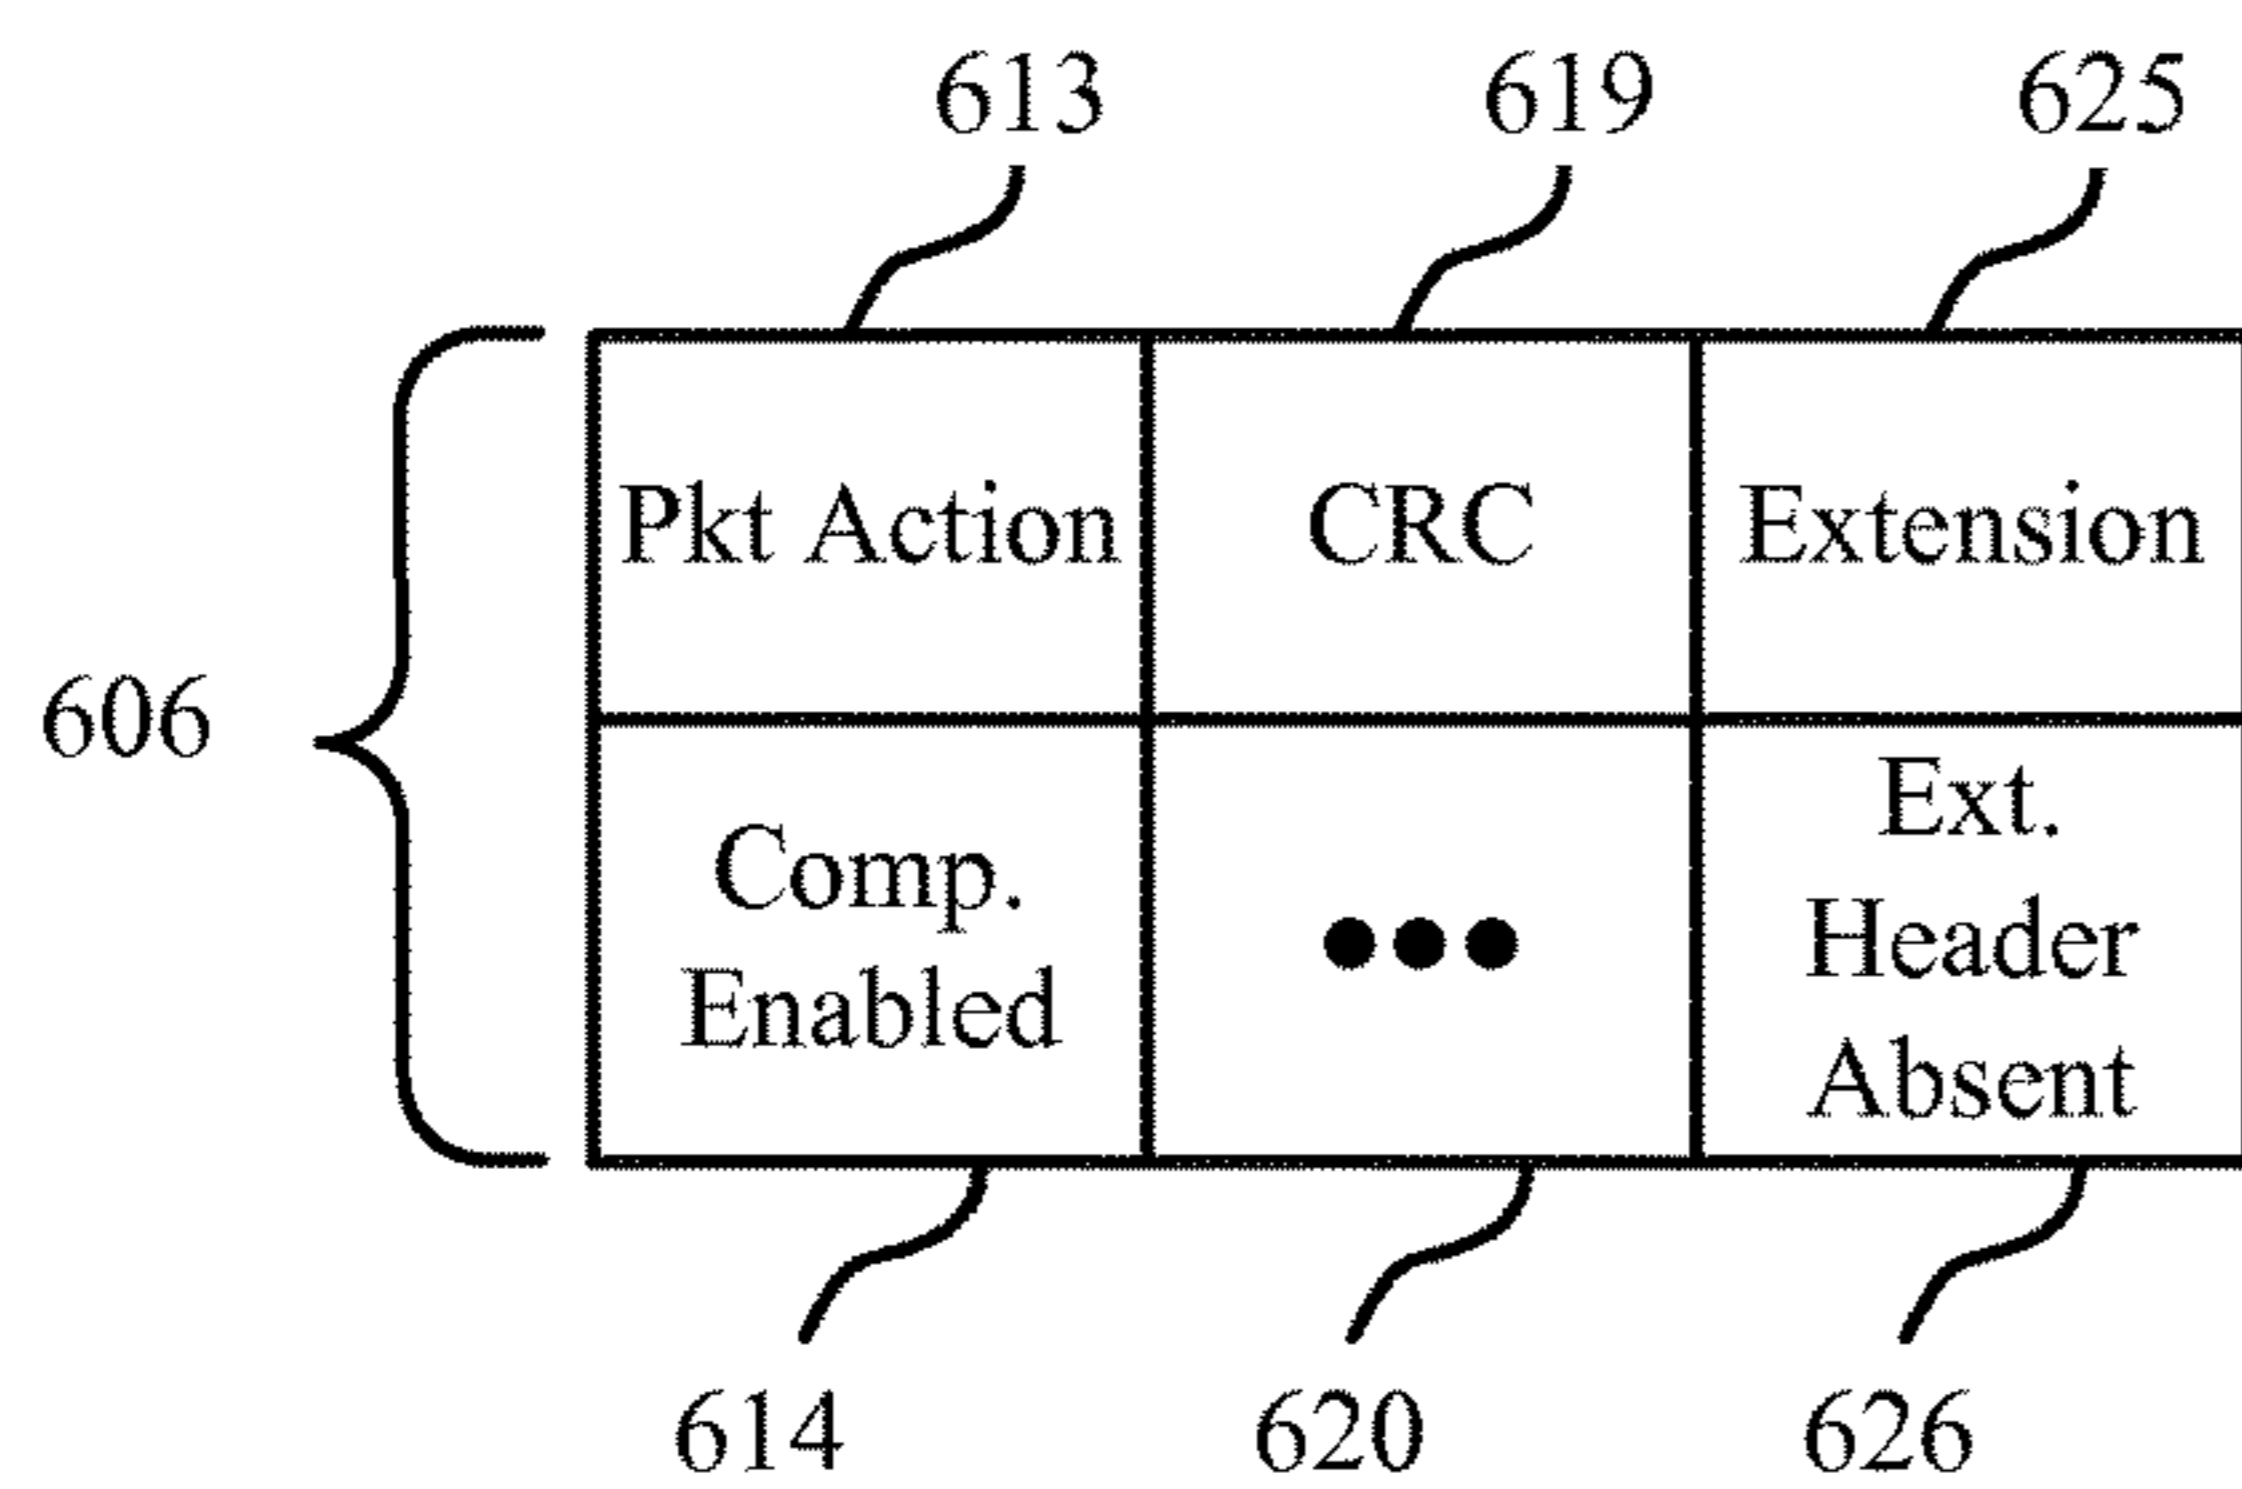 613 619 625
Pkt Action CRC Extension
606
Comp.
Enabled
•••
Ext.
Header
Absent
614 620 626